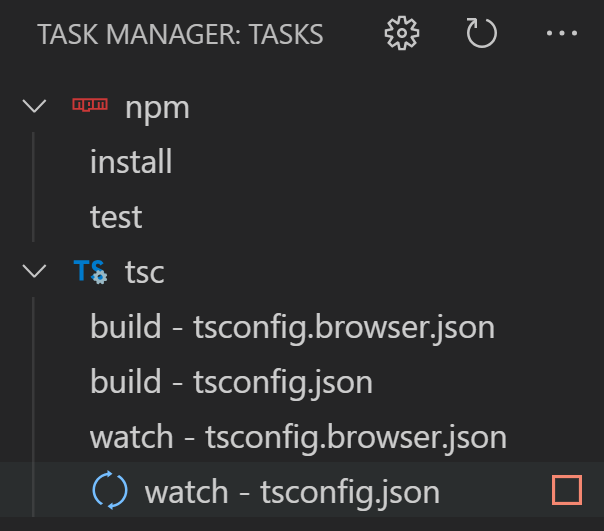 TASK MANAGER: TASKS
npm
install
test
TS tsc
build - tsconfig.browser.json
build - tsconfig.json
watch - tsconfig.browser.json
watch - tsconfig.json